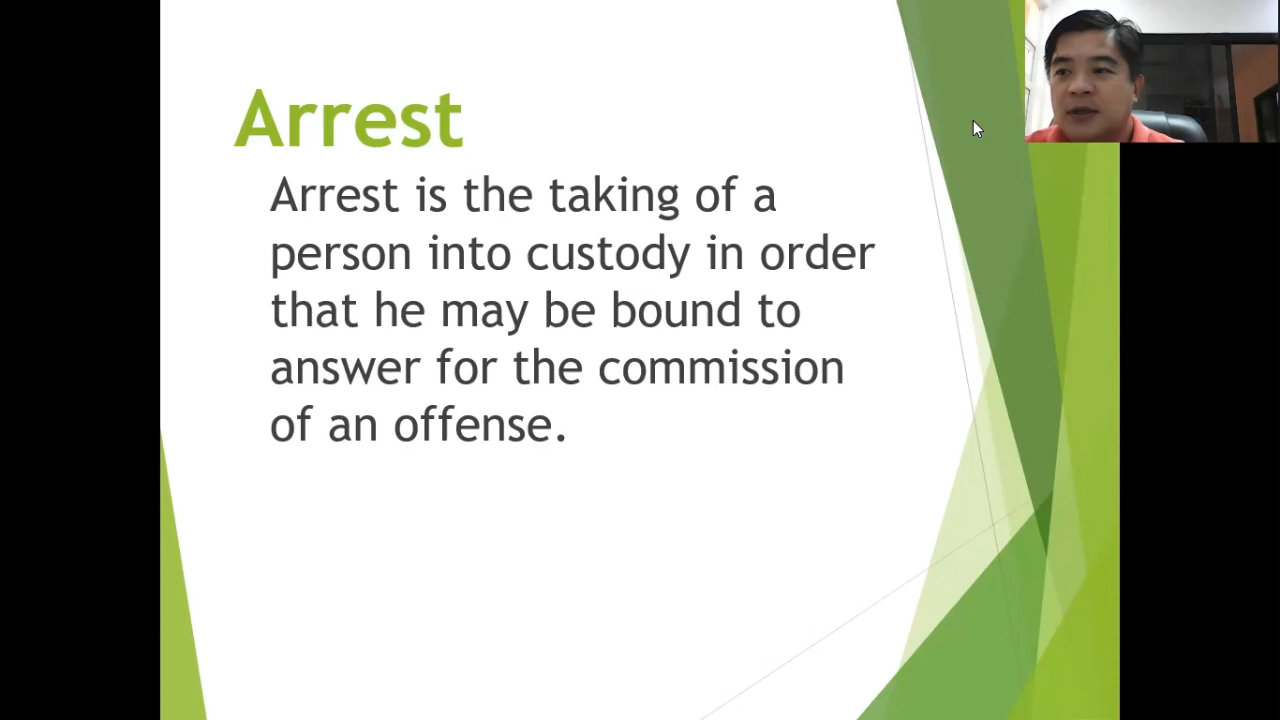 Arrest
Arrest is the taking of a
person into custody in order
that he may be bound to
answer for the commission
of an offense.